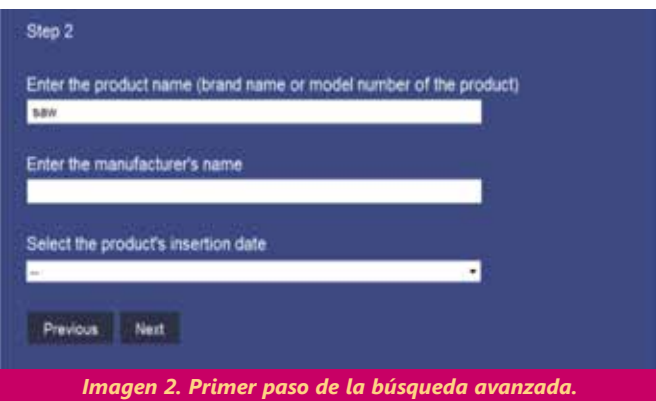 Step 2
Enter the product name (brand name or model number of the product)
saw
Enter the manufacturer's name
Select the product's insertion date
--
Previous Next
Imagen 2. Primer paso de la búsqueda avanzada.